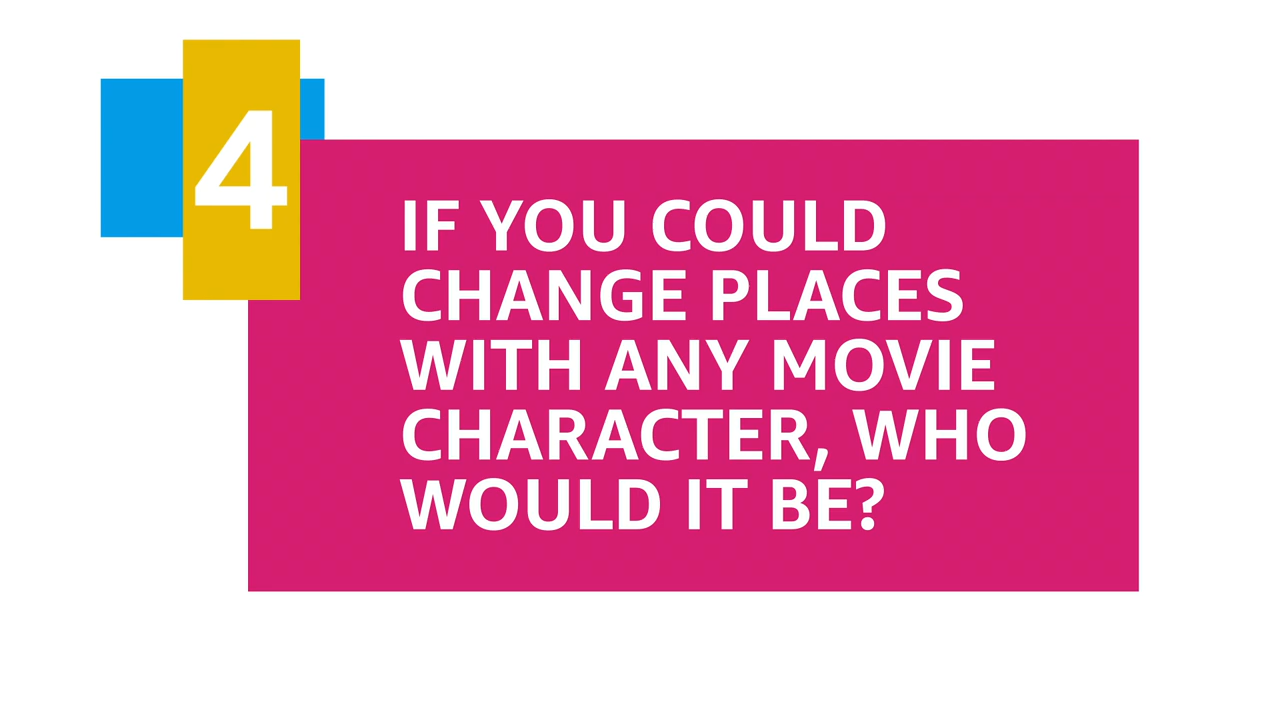 4
IF YOU COULD
CHANGE PLACES
WITH ANY MOVIE
CHARACTER, WHO
WOULD IT BE?